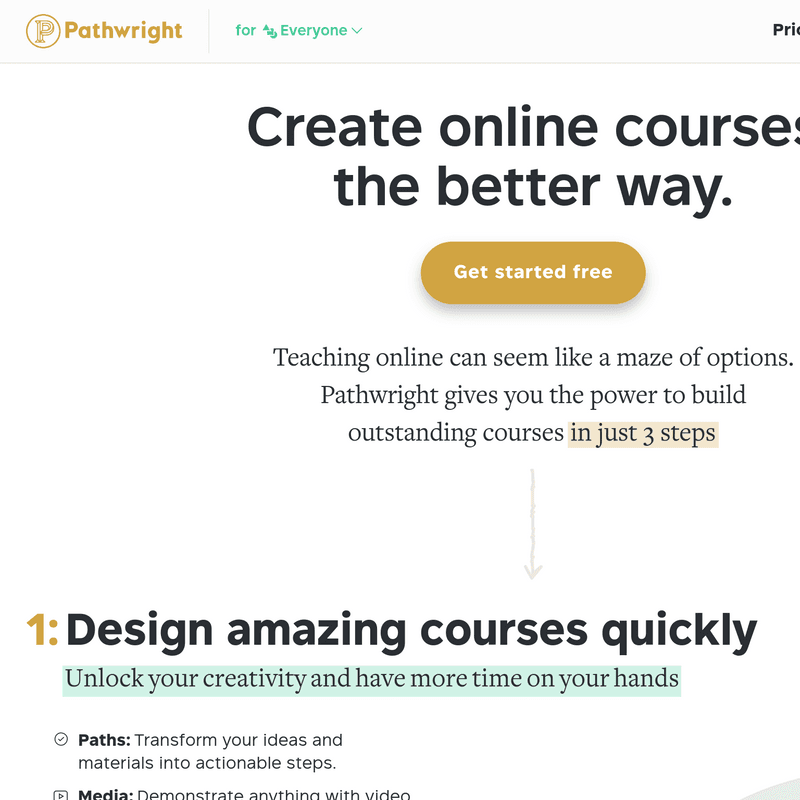 Pathwright
for Everyone
Pric
Create online courses
the better way.
Get started free
Teaching online can seem like a maze of options.
Pathwright gives you the power to build
outstanding courses in just 3 steps
1: Design amazing courses quickly
Unlock your creativity and have more time on your hands
Paths: Transform your ideas and
materials into actionable steps.
Media: Demonstrate anything with video